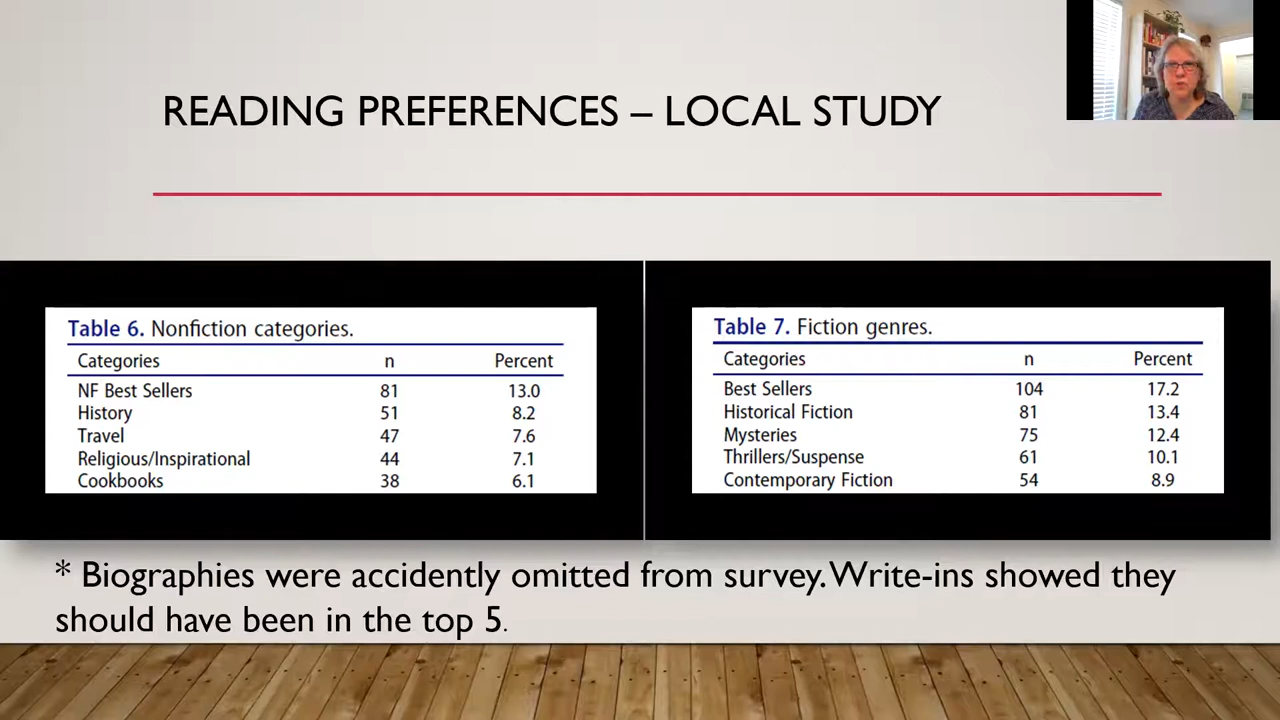 READING PREFERENCES – LOCAL STUDY
Table 6. Nonfiction categories.
Categories n Percent
NF Best Sellers 81 13.0
History 51 8.2
Travel 47 7.6
Religious/Inspirational 44 7.1
Cookbooks 38 6.1
Table 7. Fiction genres.
Categories n Percent
Best Sellers 104 17.2
Historical Fiction 81 13.4
Mysteries 75 12.4
Thrillers/Suspense 61 10.1
Contemporary Fiction 54 8.9
* Biographies were accidently omitted from survey. Write-ins showed they
should have been in the top 5.